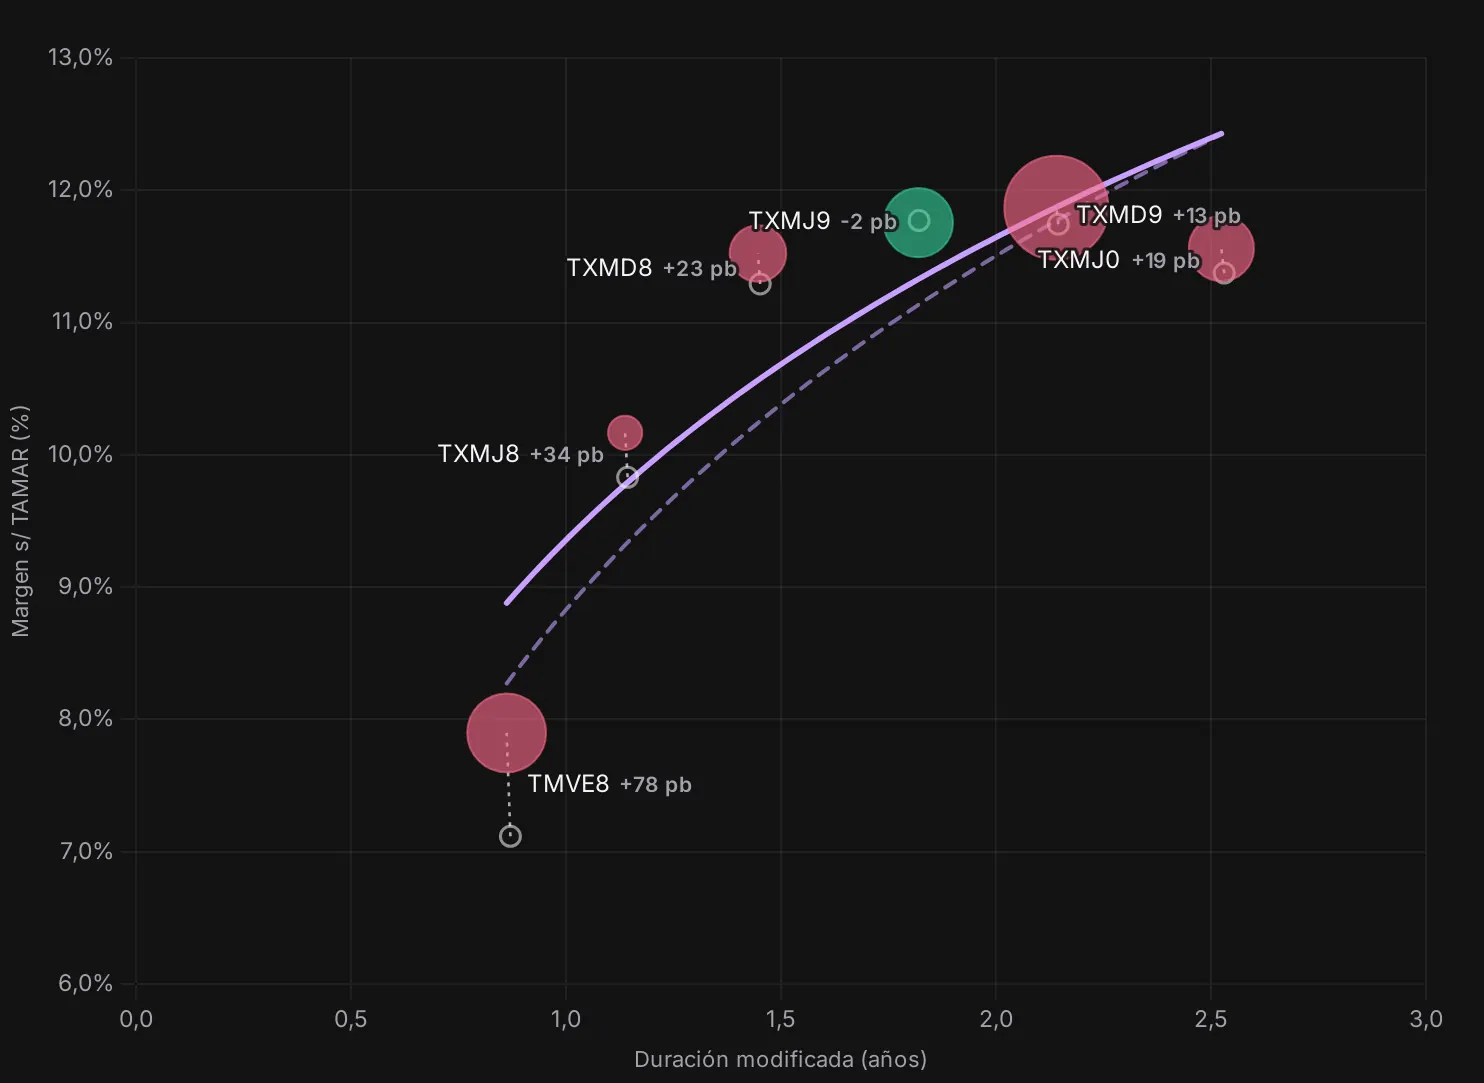 13,0%
12,0%
TXMJ9 -2 pb
TXMD9 +13 pb
TXMD8 +23 pb
TXMJ0 +19 pb
11,0%
TXMJ8 +34 pb
10,0%
Margen s/ TAMAR (%)
9,0%
8,0%
TMVE8 +78 pb
7,0%
6,0%
0,0 0,5 1,0 1,5 2,0 2,5 3,0
Duración modificada (años)